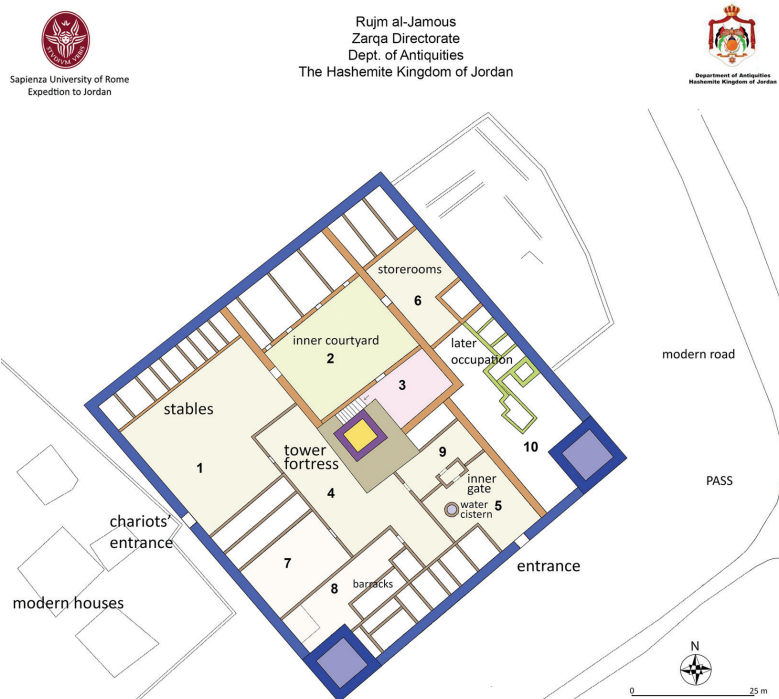 Rujm al-Jamous
Zarqa Directorate
Dept. of Antiquities
The Hashemite Kingdom of Jordan
STVDIVM VRBIS
Sapienza University of Rome
Expedition to Jordan
Department of Antiquities
Hashemite Kingdom of Jordan
storerooms
6
inner courtyard
2
later
occupation
modern road
3
stables
tower
fortress
1
9
10
PASS
4
inner
gate
water
cistern
5
chariots’
entrance
7
entrance
8
barracks
modern houses
N
0
25 m